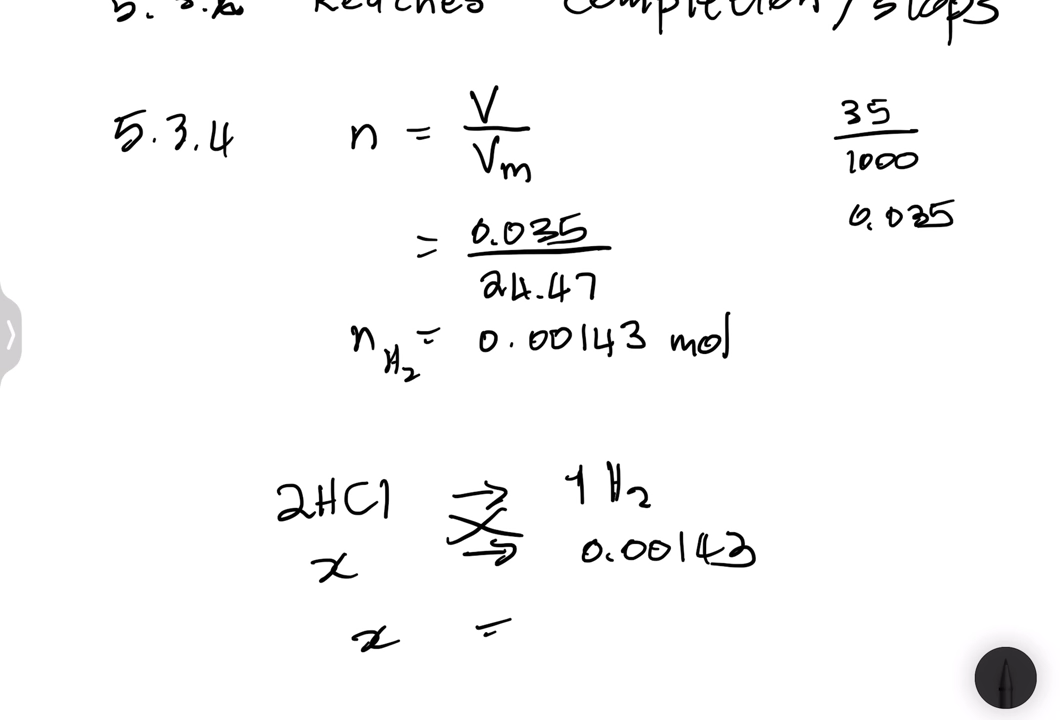 Reaches completion/stops
5.3.4 n = V/Vm
35/1000
0.035
= 0.035/24.47
nH₂ = 0.00143 mol
2HCl → 1H₂
x → 0.00143
x =